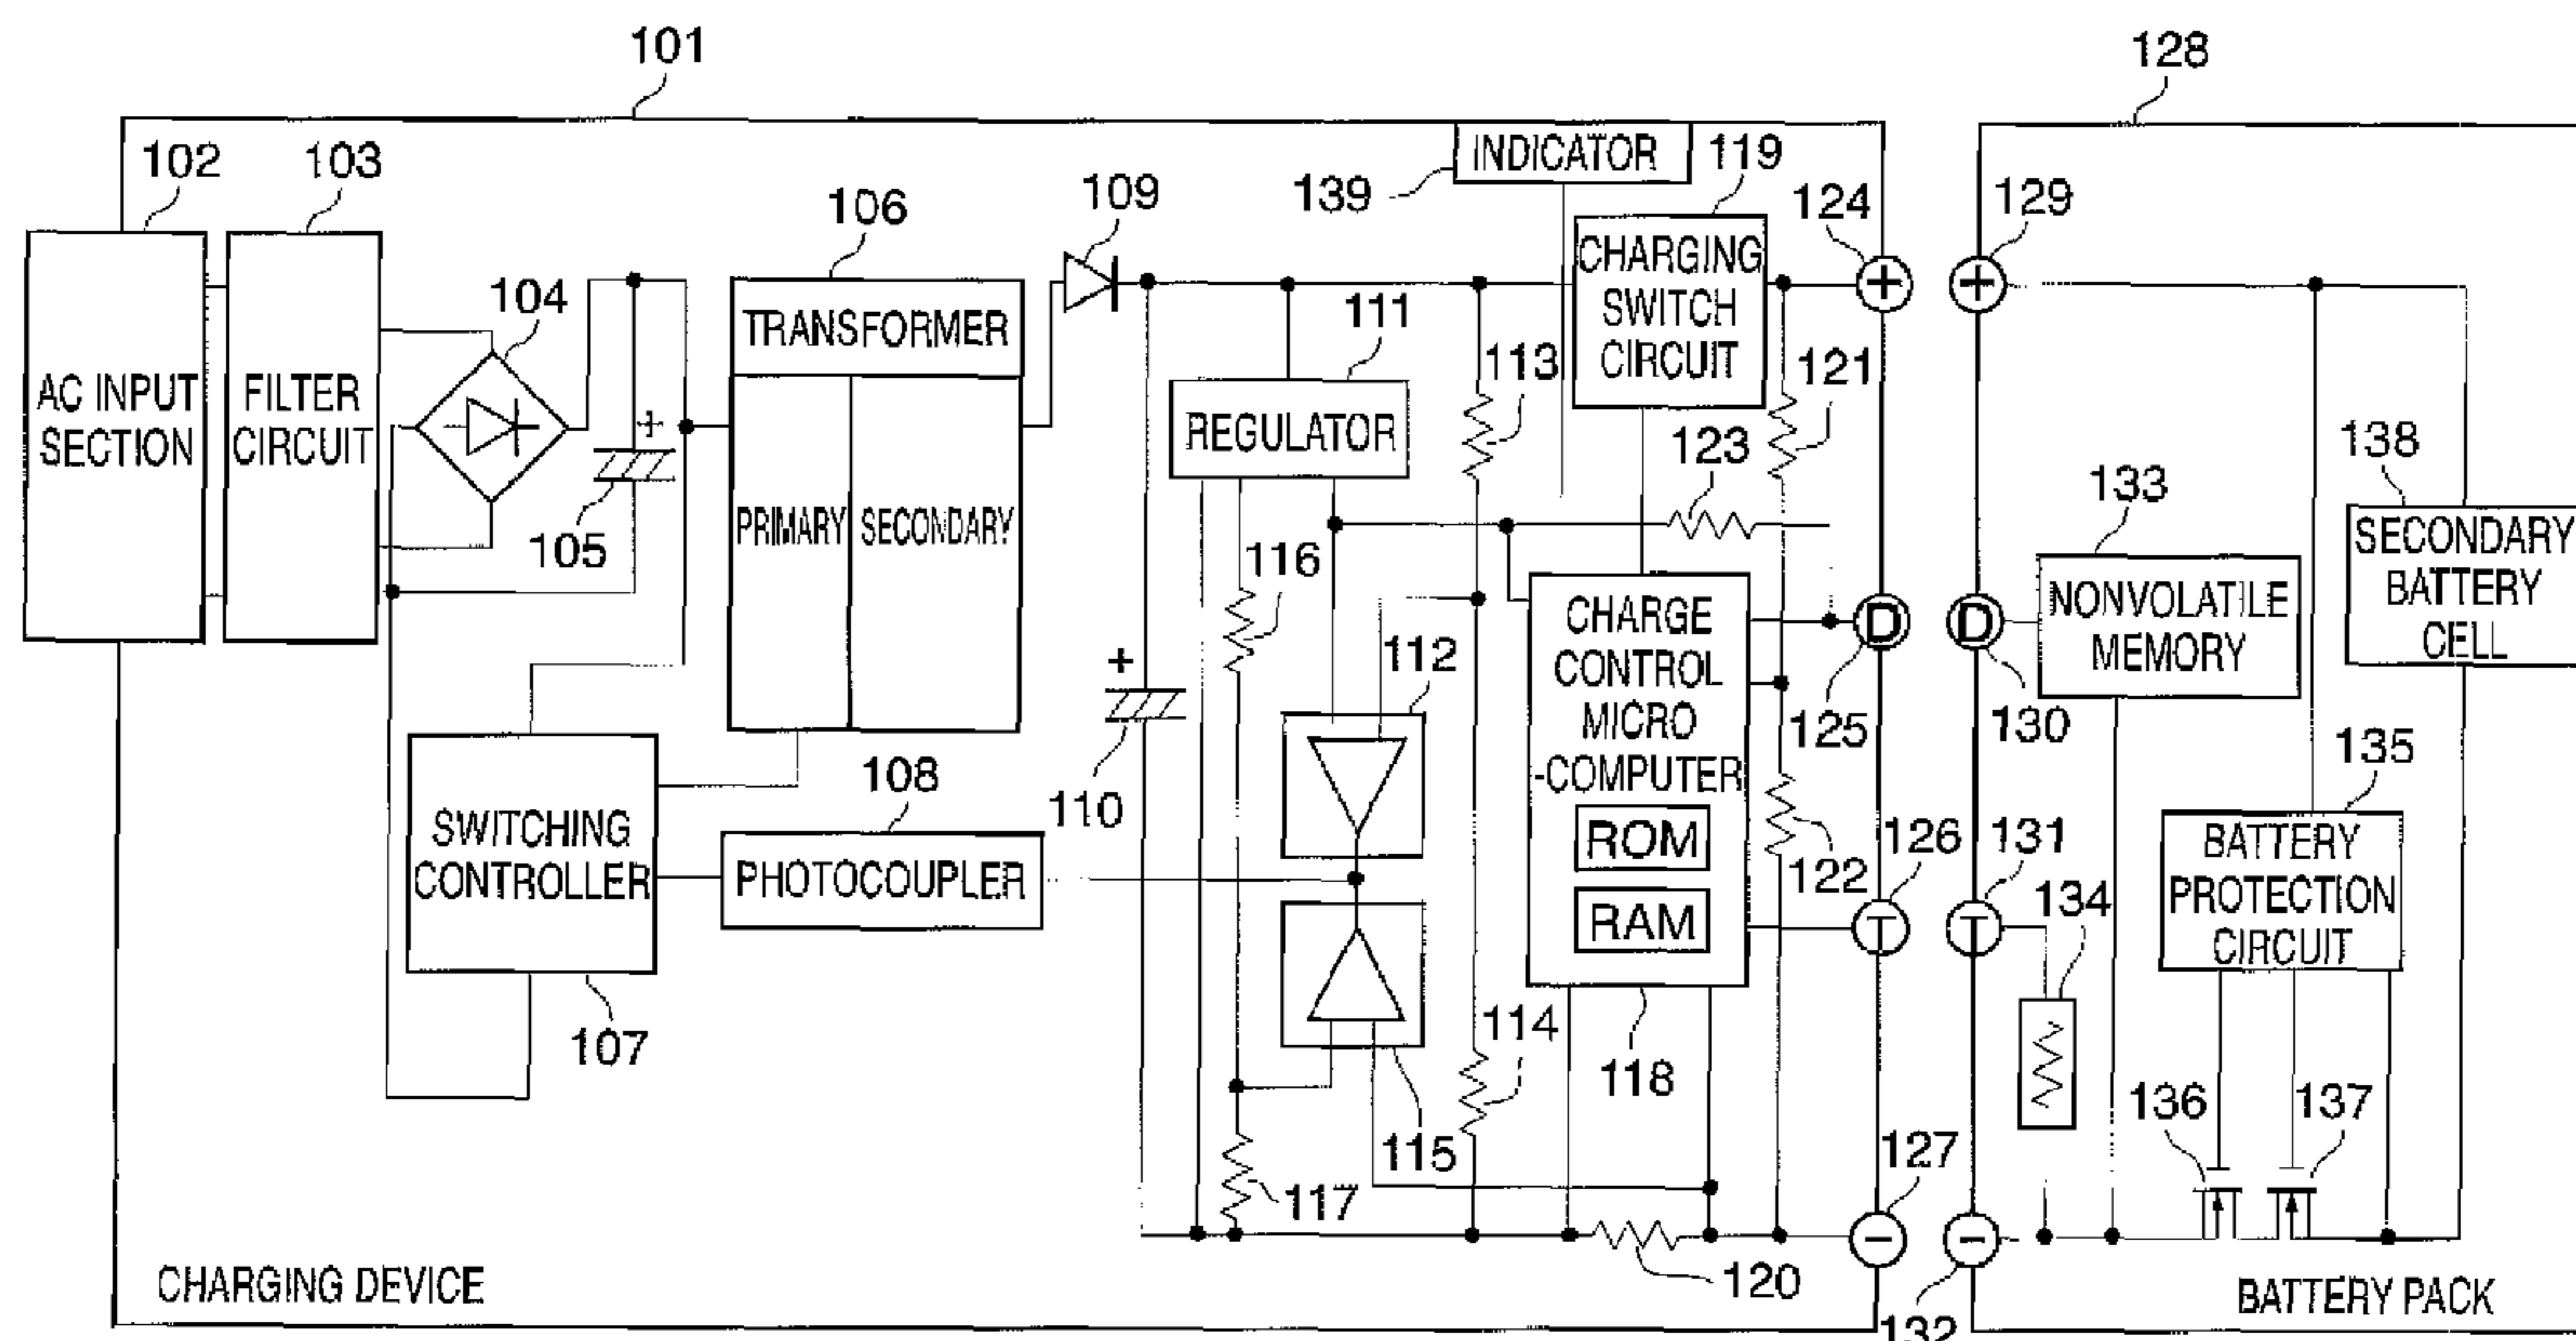 101
128
102
103
INDICATOR
119
139
109
124
129
106
104
CHARGING
SWITCH
CIRCUIT
TRANSFORMER
111
113
121
AC INPUT
SECTION
FILTER
CIRCUIT
+
REGULATOR
123
138
133
105
PRIMARY
SECONDARY
116
SECONDARY
BATTERY
CELL
NONVOLATILE
MEMORY
CHARGE
CONTROL
MICRO
-COMPUTER
ROM
RAM
D
D
112
+
125
130
110
108
135
SWITCHING
CONTROLLER
PHOTOCOUPLER
122
126
131
134
BATTERY
PROTECTION
CIRCUIT
T
T
107
114
118
115
136
137
117
127
+
+
-
-
120
132
CHARGING DEVICE
BATTERY PACK